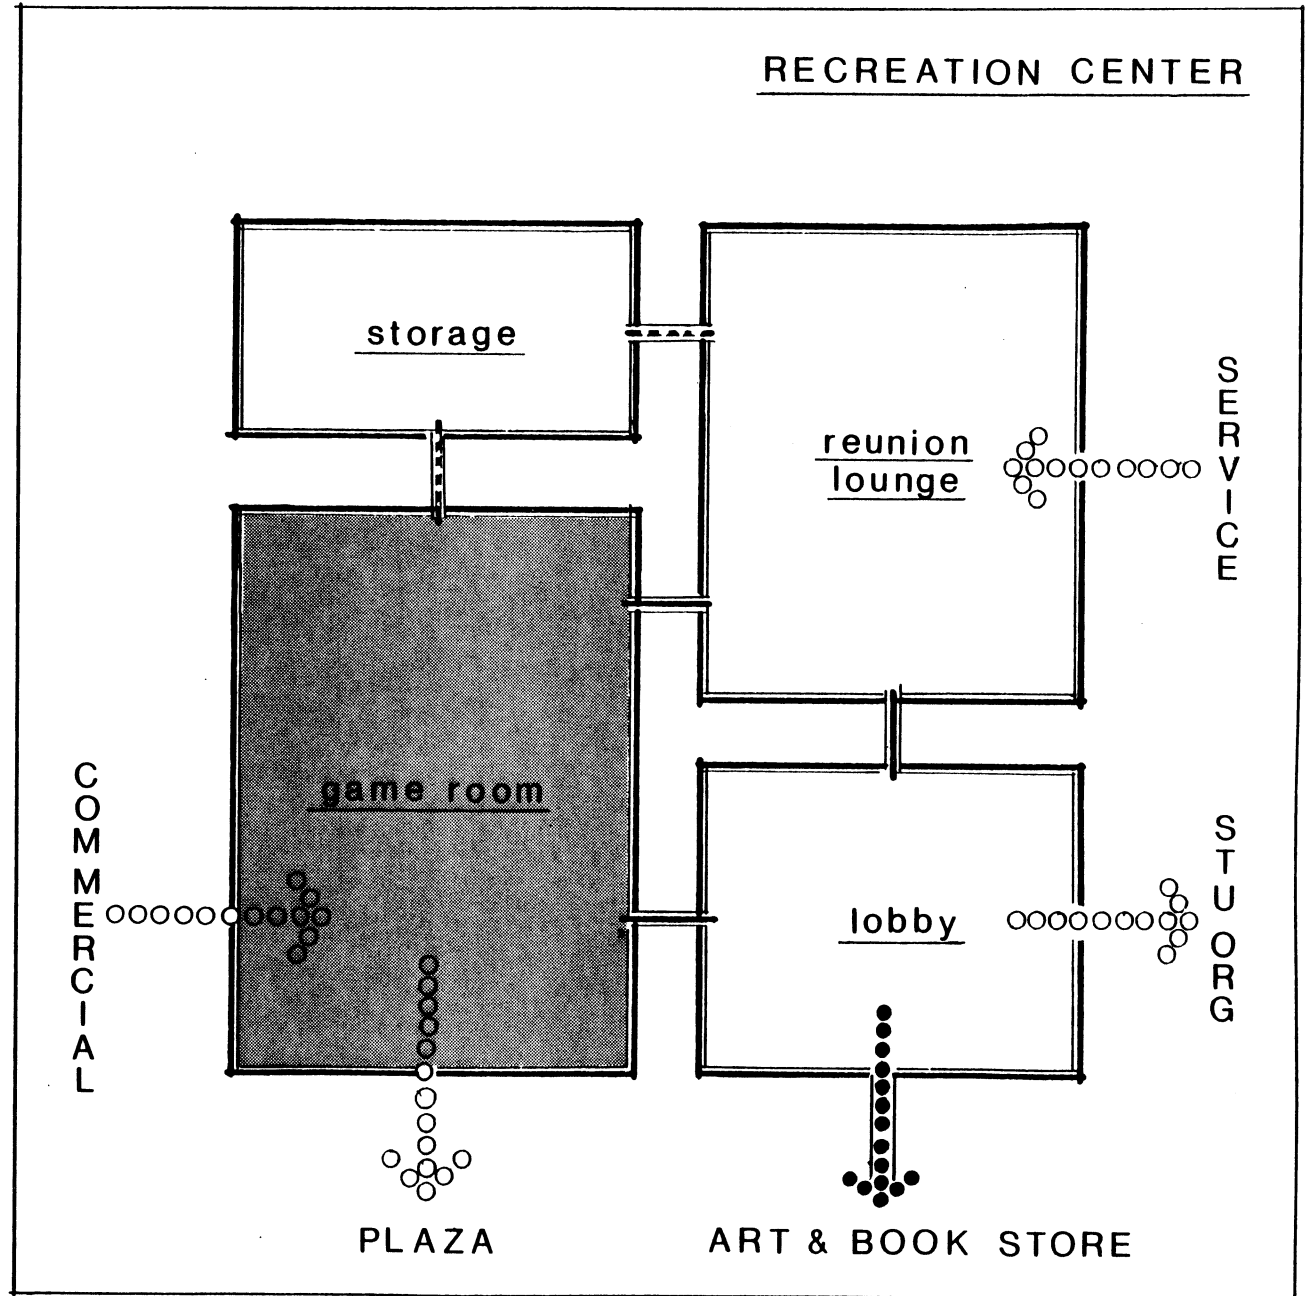 RECREATION CENTER
storage
reunion
lounge
SERVICE
game room
COMMERCIAL
lobby
STU ORG
PLAZA
ART & BOOK STORE